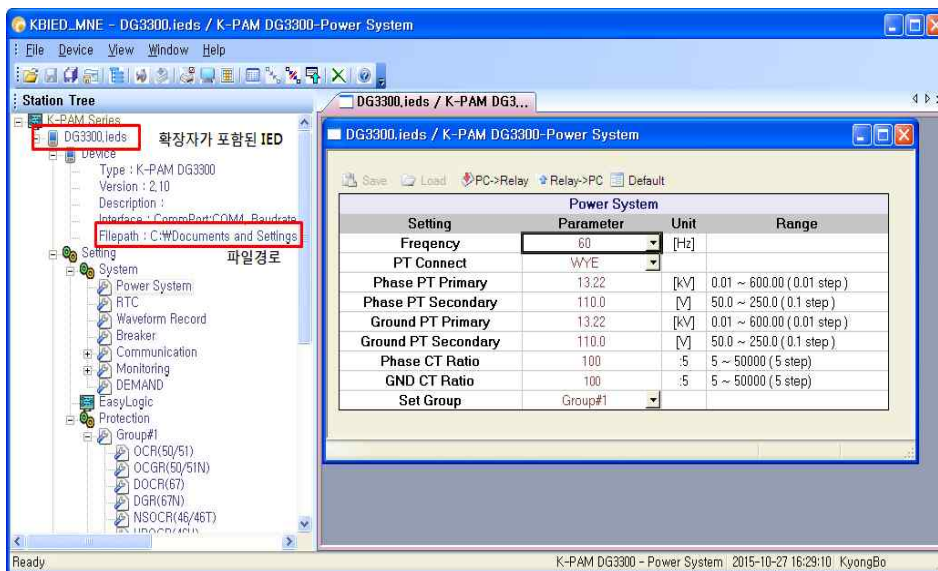 KBIED_MNE - DG3300.ieds / K-PAM DG3300-Power System
File Device View Window Help
Station Tree
DG3300.ieds / K-PAM DG3...
K-PAM Series
DG3300.ieds 확장자가 포함된 IED
Device
Type : K-PAM DG3300
Version : 2.10
Description :
Interface : CommPort:COM4, Baudrate
Filepath : C:₩Documents and Settings
파일경로
Setting
System
Power System
RTC
Waveform Record
Breaker
Communication
Monitoring
DEMAND
EasyLogic
Protection
Group#1
OCR(50/51)
OCGR(50/51N)
DOCR(67)
DGR(67N)
NSOCR(46/46T)
DG3300.ieds / K-PAM DG3300-Power System
Save Load PC->Relay Relay->PC Default
Power System
Setting Parameter Unit Range
Freqency 60 [Hz]
PT Connect WYE
Phase PT Primary 13.22 [kV] 0.01 ~ 600.00 ( 0.01 step )
Phase PT Secondary 110.0 [V] 50.0 ~ 250.0 ( 0.1 step )
Ground PT Primary 13.22 [kV] 0.01 ~ 600.00 ( 0.01 step )
Ground PT Secondary 110.0 [V] 50.0 ~ 250.0 ( 0.1 step )
Phase CT Ratio 100 :5 5 ~ 50000 ( 5 step)
GND CT Ratio 100 :5 5 ~ 50000 ( 5 step)
Set Group Group#1
Ready K-PAM DG3300 - Power System 2015-10-27 16:29:10 KyongBo